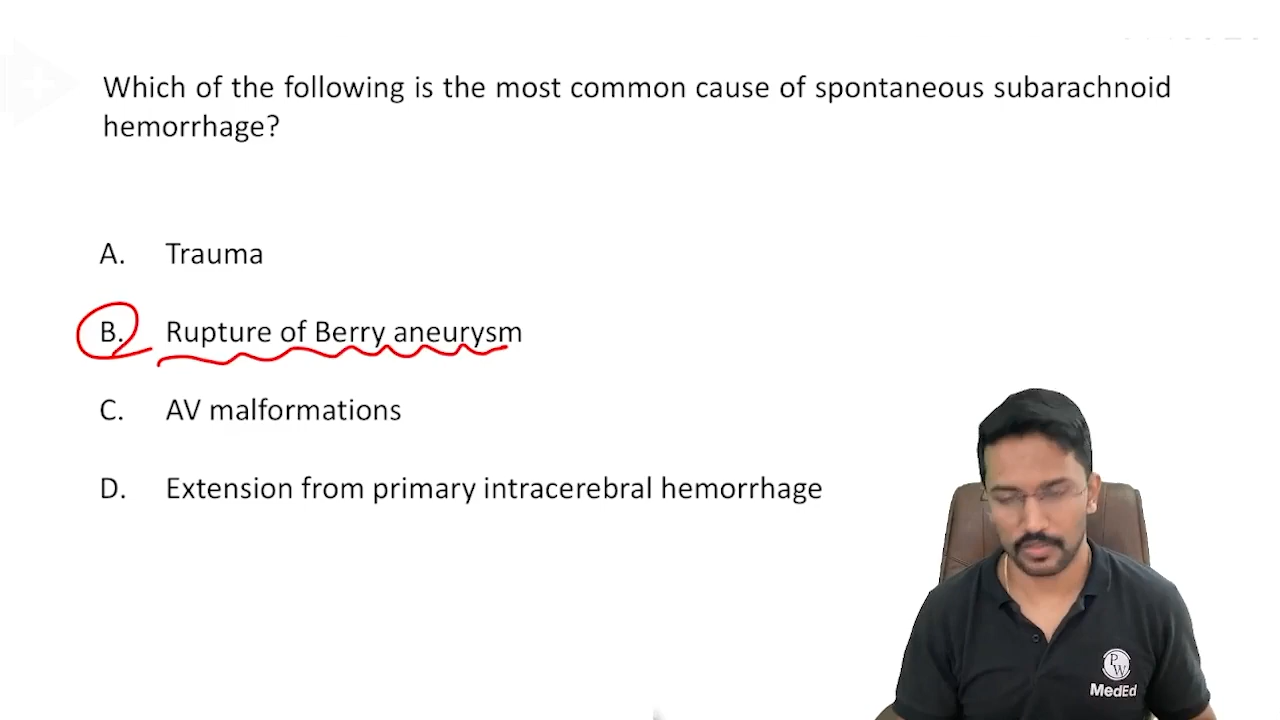 Which of the following is the most common cause of spontaneous subarachnoid
hemorrhage?
A. Trauma
B. Rupture of Berry aneurysm
C. AV malformations
D. Extension from primary intracerebral hemorrhage
PW
MedEd